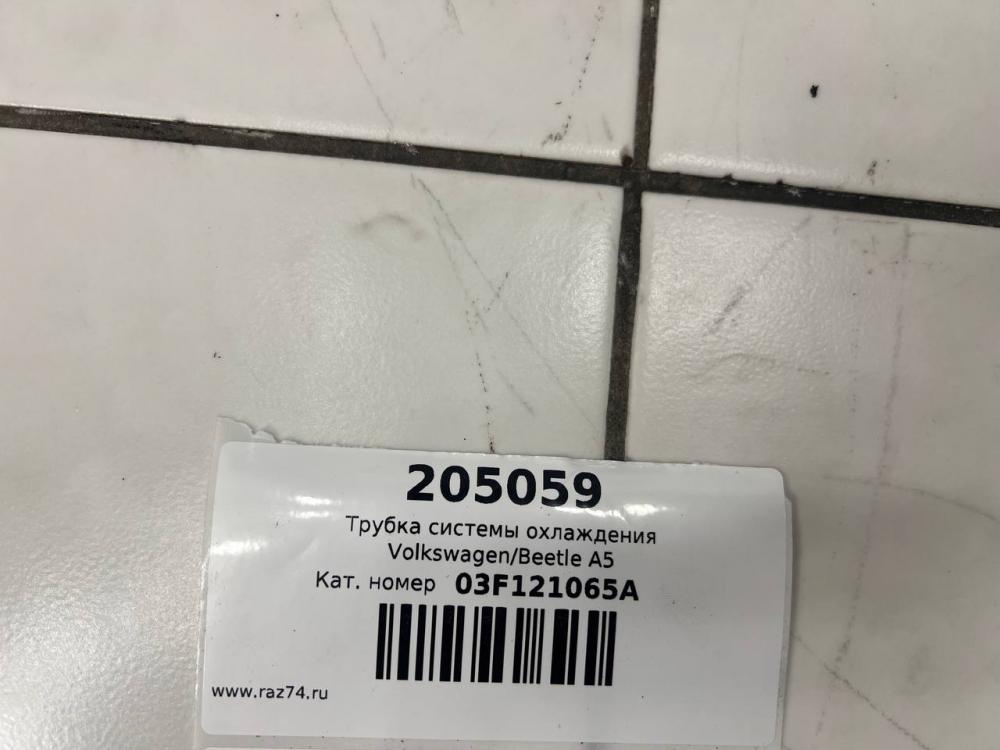 205059
Трубка системы охлаждения
Volkswagen/Beetle A5
Кат. номер 03F121065A
www.raz74.ru